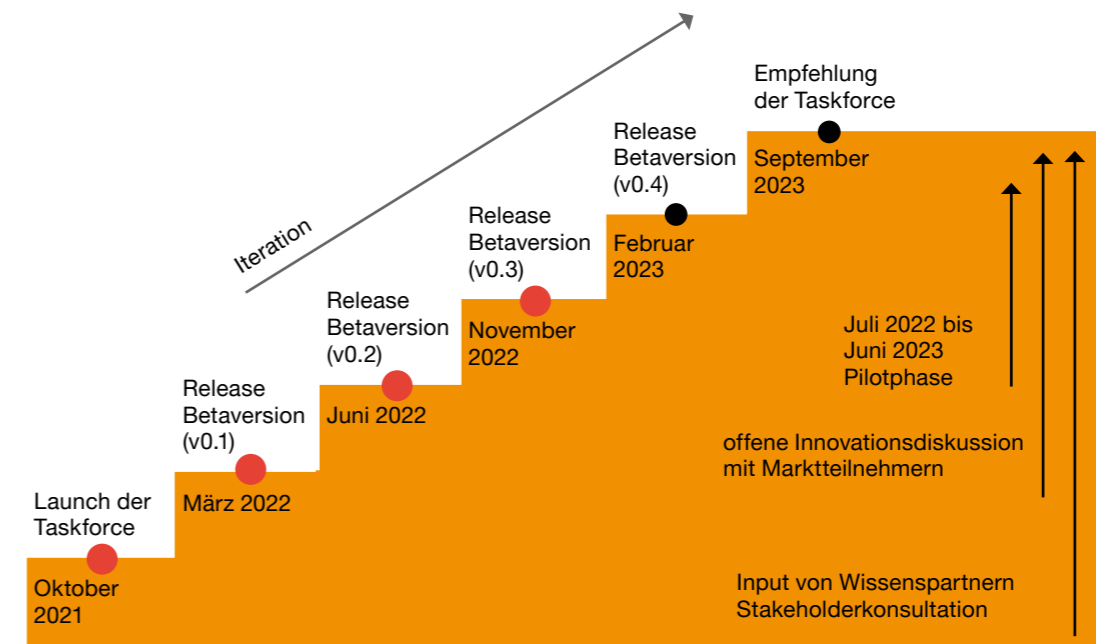 Empfehlung
der Taskforce
September
2023
Release
Betaversion
(v0.4)
Februar
2023
Release
Betaversion
(v0.3)
November
2022
Iteration
Release
Betaversion
(v0.2)
Juni 2022
Release
Betaversion
(v0.1)
März 2022
Launch der
Taskforce
Oktober
2021
Juli 2022 bis
Juni 2023
Pilotphase
offene Innovationsdiskussion
mit Marktteilnehmern
Input von Wissenspartnern
Stakeholderkonsultation